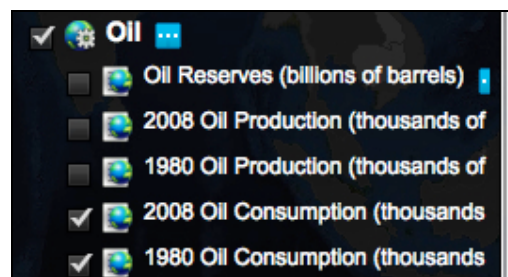 Oil
Oil Reserves (billions of barrels)
2008 Oil Production (thousands of
1980 Oil Production (thousands of
2008 Oil Consumption (thousands
1980 Oil Consumption (thousands